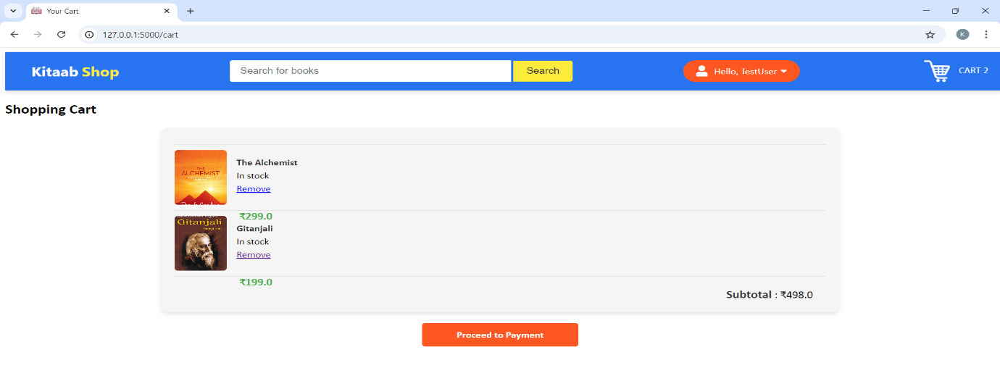 Your Cart
127.0.0.1:5000/cart
K
Kitaab Shop
Search for books
Search
Hello, TestUser
CART 2
Shopping Cart
THE
ALCHEMIST
The Alchemist
In stock
Remove
₹299.0
Gitanjali
Gitanjali
In stock
Remove
₹199.0
Subtotal : ₹498.0
Proceed to Payment